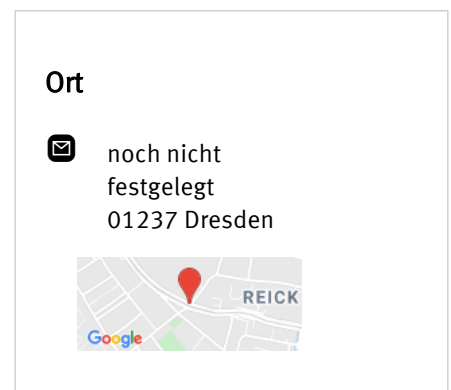 Ort
noch nicht
festgelegt
01237 Dresden
REICK
Google